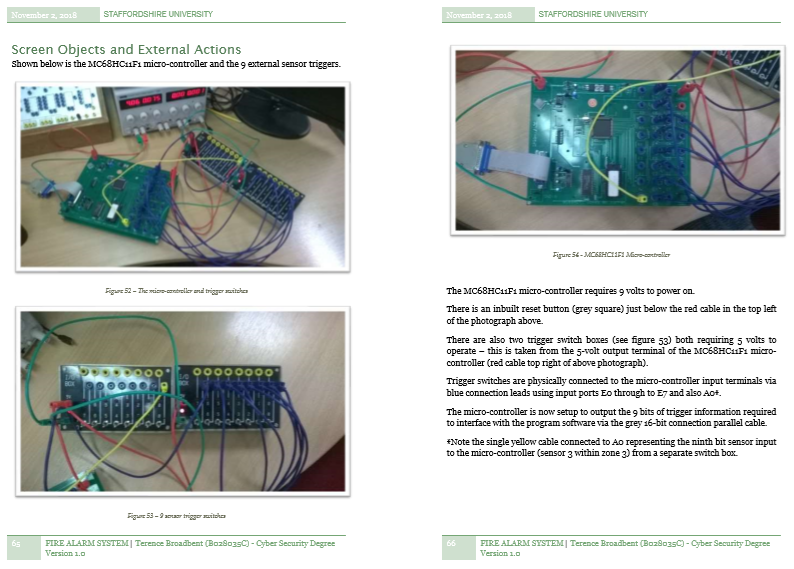 November 2, 2018 STAFFORDSHIRE UNIVERSITY
Screen Objects and External Actions
Shown below is the MC68HC11F1 micro-controller and the 9 external sensor triggers.
Figure 52 – The micro-controller and trigger switches
I/O
BOX
I/O
BOX
Figure 53 – 9 sensor trigger switches
65 FIRE ALARM SYSTEM | Terence Broadbent (B028035C) - Cyber Security Degree
Version 1.0
November 2, 2018 STAFFORDSHIRE UNIVERSITY
Figure 54 - MC68HC11F1 Micro-controller
The MC68HC11F1 micro-controller requires 9 volts to power on.
There is an inbuilt reset button (grey square) just below the red cable in the top left
of the photograph above.
There are also two trigger switch boxes (see figure 53) both requiring 5 volts to
operate – this is taken from the 5-volt output terminal of the MC68HC11F1 micro-
controller (red cable top right of above photograph).
Trigger switches are physically connected to the micro-controller input terminals via
blue connection leads using input ports E0 through to E7 and also A0‡.
The micro-controller is now setup to output the 9 bits of trigger information required
to interface with the program software via the grey 16-bit connection parallel cable.
‡Note the single yellow cable connected to A0 representing the ninth bit sensor input
to the micro-controller (sensor 3 within zone 3) from a separate switch box.
66 FIRE ALARM SYSTEM | Terence Broadbent (B028035C) - Cyber Security Degree
Version 1.0